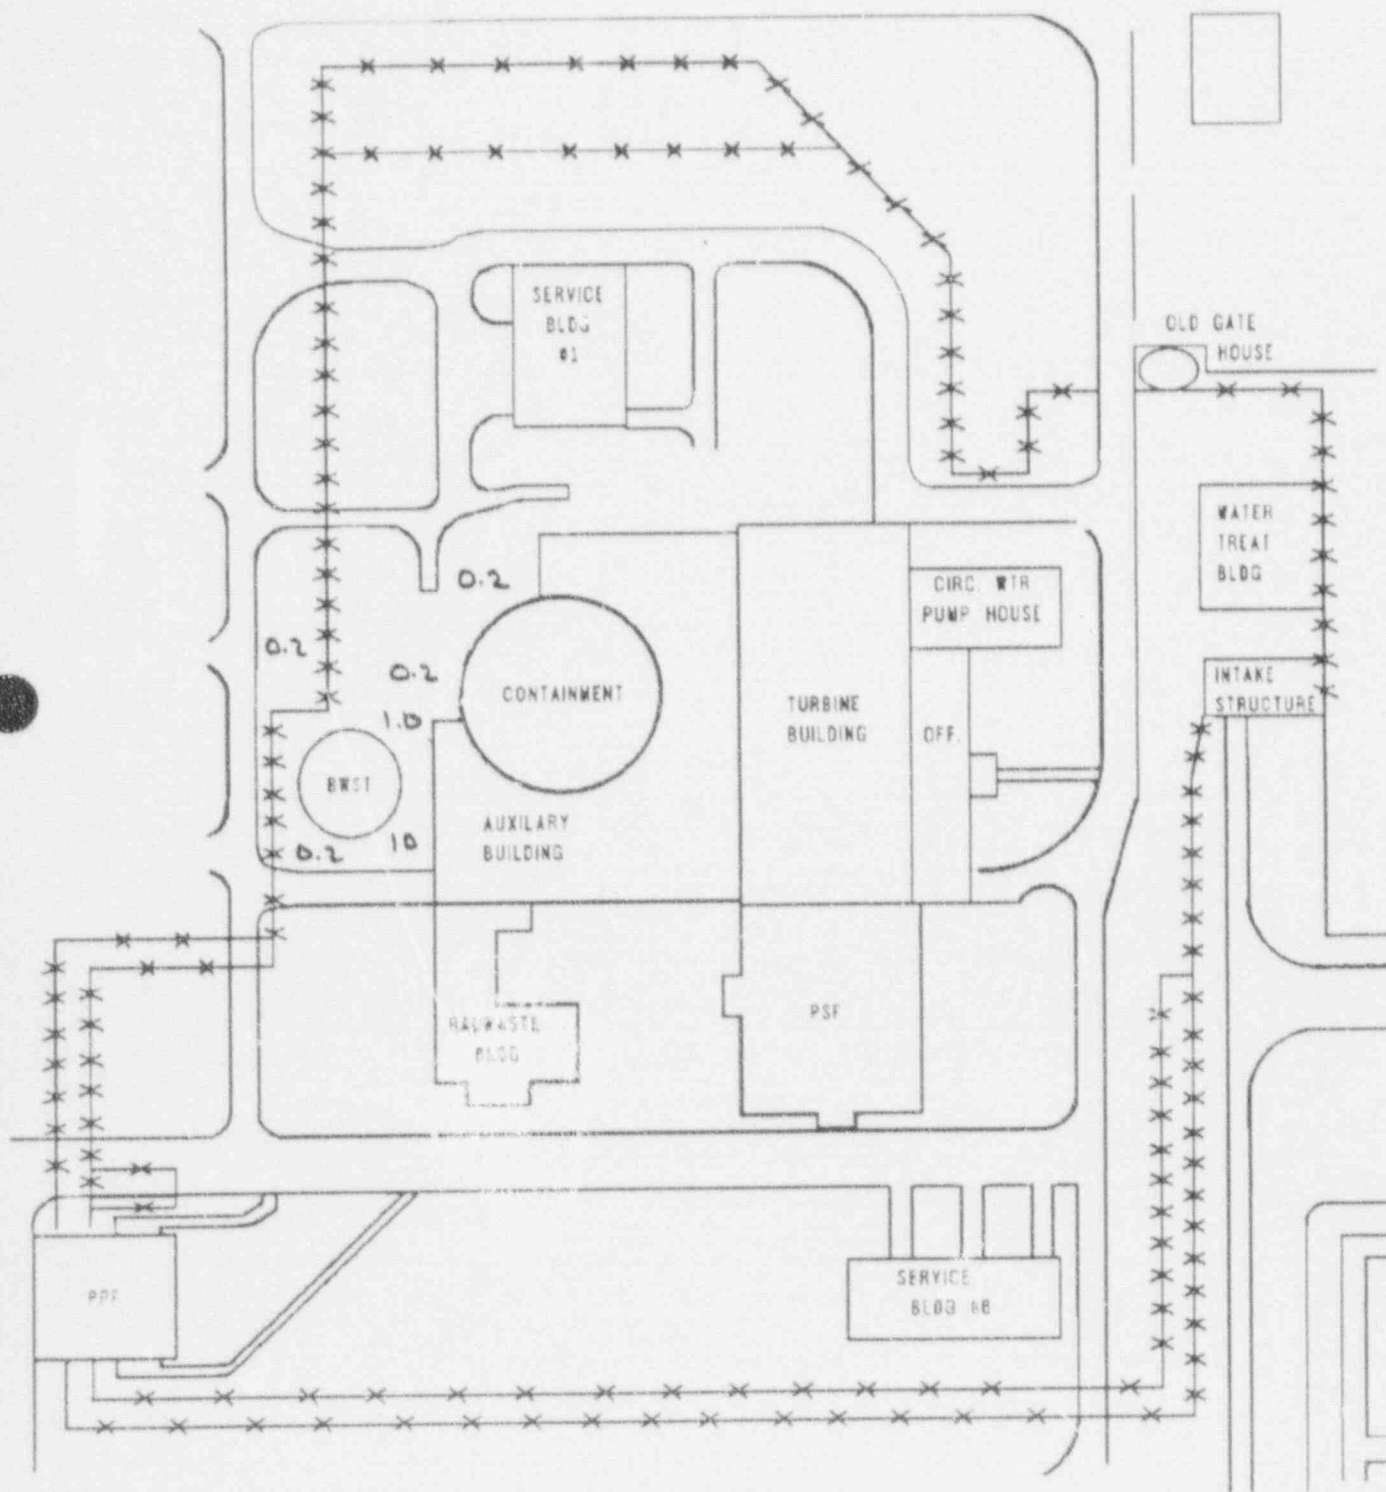 SERVICE
BLDG
#1
OLD GATE
HOUSE
WATER
TREAT
BLDG
0.2
CIRC. WTR
PUMP HOUSE
0.2
0.2
CONTAINMENT
INTAKE
STRUCTURE
1.0
TURBINE
BUILDING
OFF.
BWST
AUXILARY
BUILDING
0.2
10
RADWASTE
BLDG
PSF
PPF
SERVICE
BLDG #6